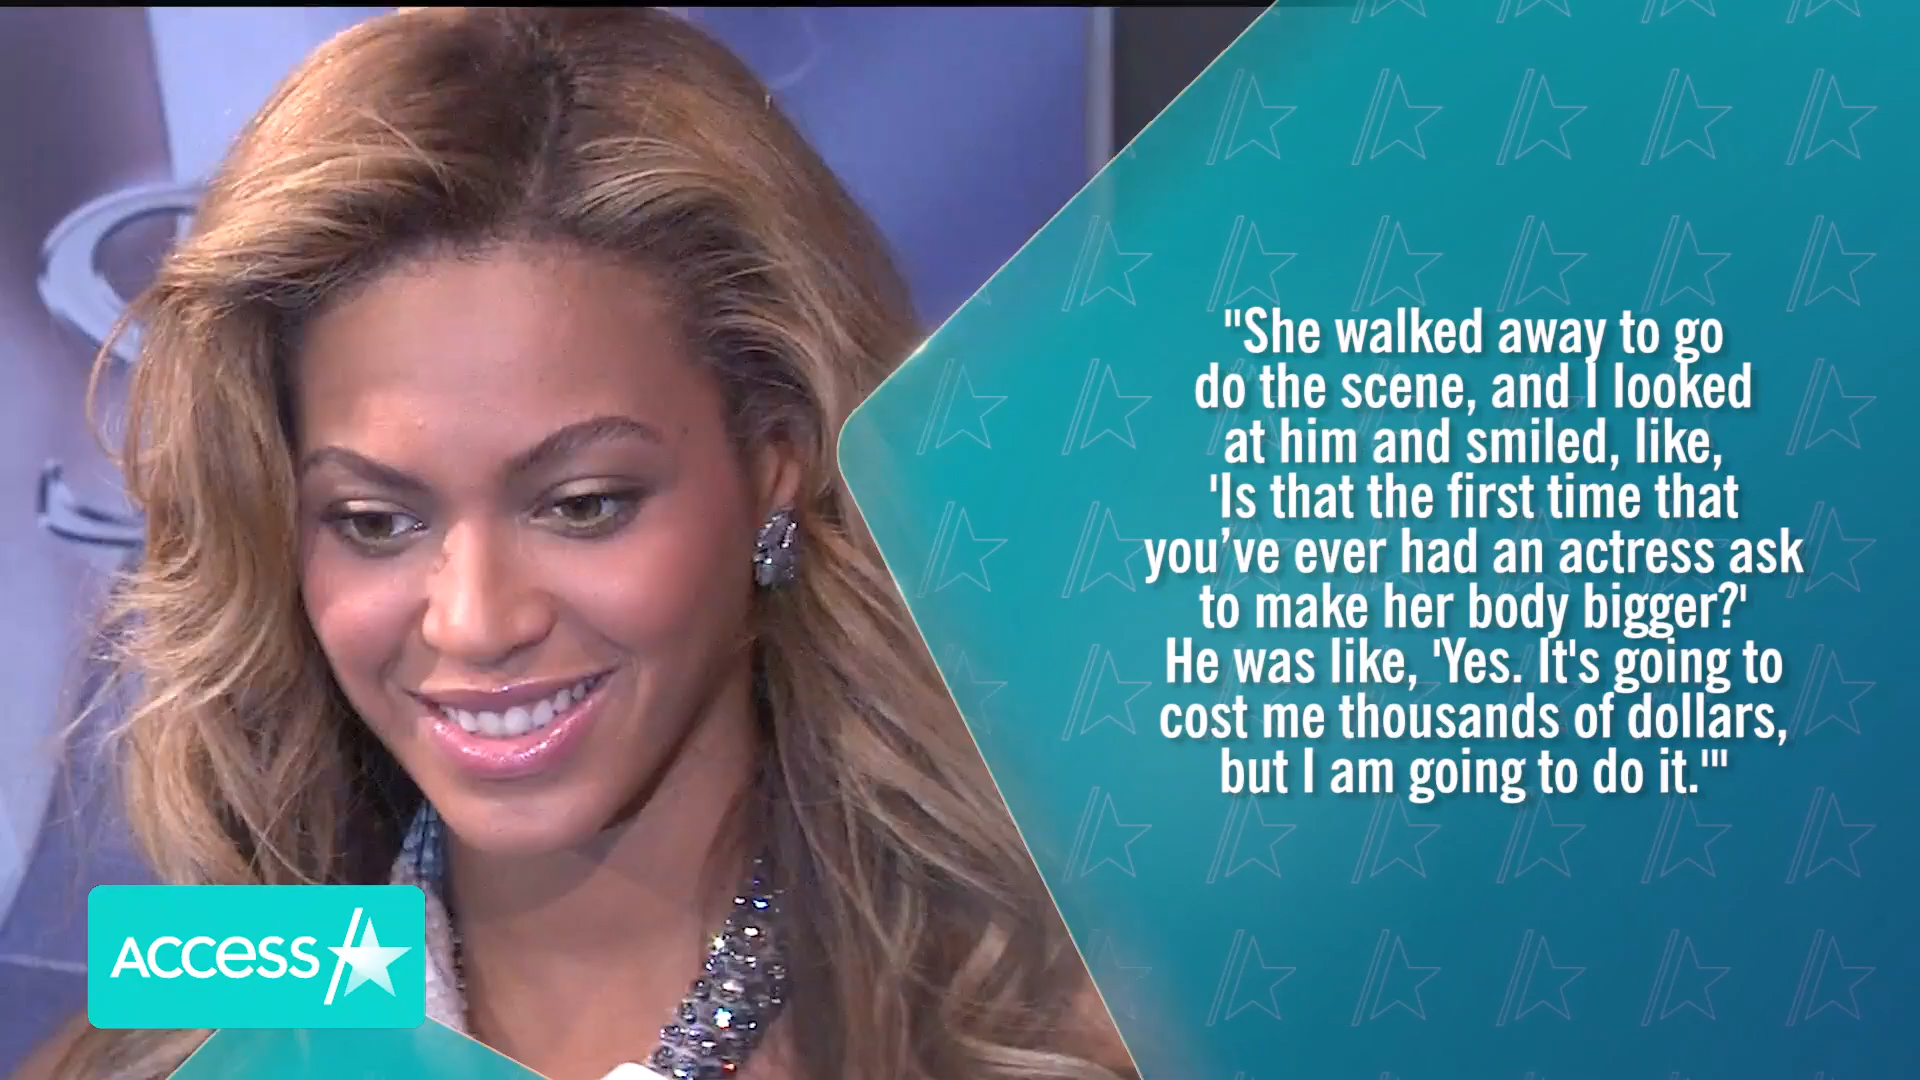 "She walked away to go
do the scene, and I looked
at him and smiled, like,
'Is that the first time that
you've ever had an actress ask
to make her body bigger?'
He was like, 'Yes. It's going to
cost me thousands of dollars,
but I am going to do it.'"
ACCESS